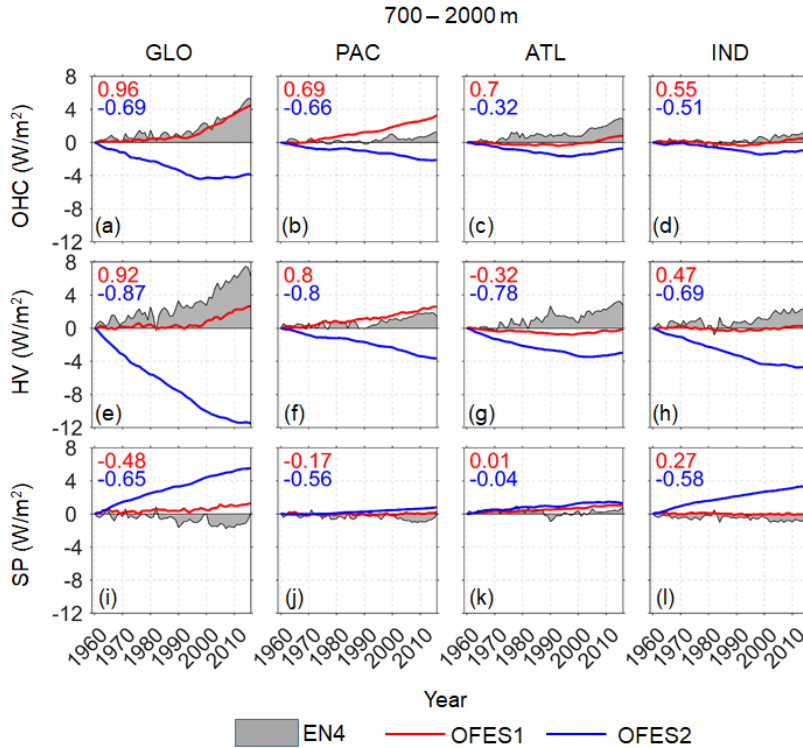 700 – 2000 m
GLO PAC ATL IND
OHC (W/m²)
8
4
0
-4
-8
-12
0.96
-0.69
(a)
0.69
-0.66
(b)
0.7
-0.32
(c)
0.55
-0.51
(d)
HV (W/m²)
8
4
0
-4
-8
-12
0.92
-0.87
(e)
0.8
-0.8
(f)
-0.32
-0.78
(g)
0.47
-0.69
(h)
SP (W/m²)
8
4
0
-4
-8
-12
-0.48
-0.65
(i)
-0.17
-0.56
(j)
0.01
-0.04
(k)
0.27
-0.58
(l)
1960 1970 1980 1990 2000 2010 1960 1970 1980 1990 2000 2010 1960 1970 1980 1990 2000 2010 1960 1970 1980 1990 2000 2010
Year
EN4 OFES1 OFES2